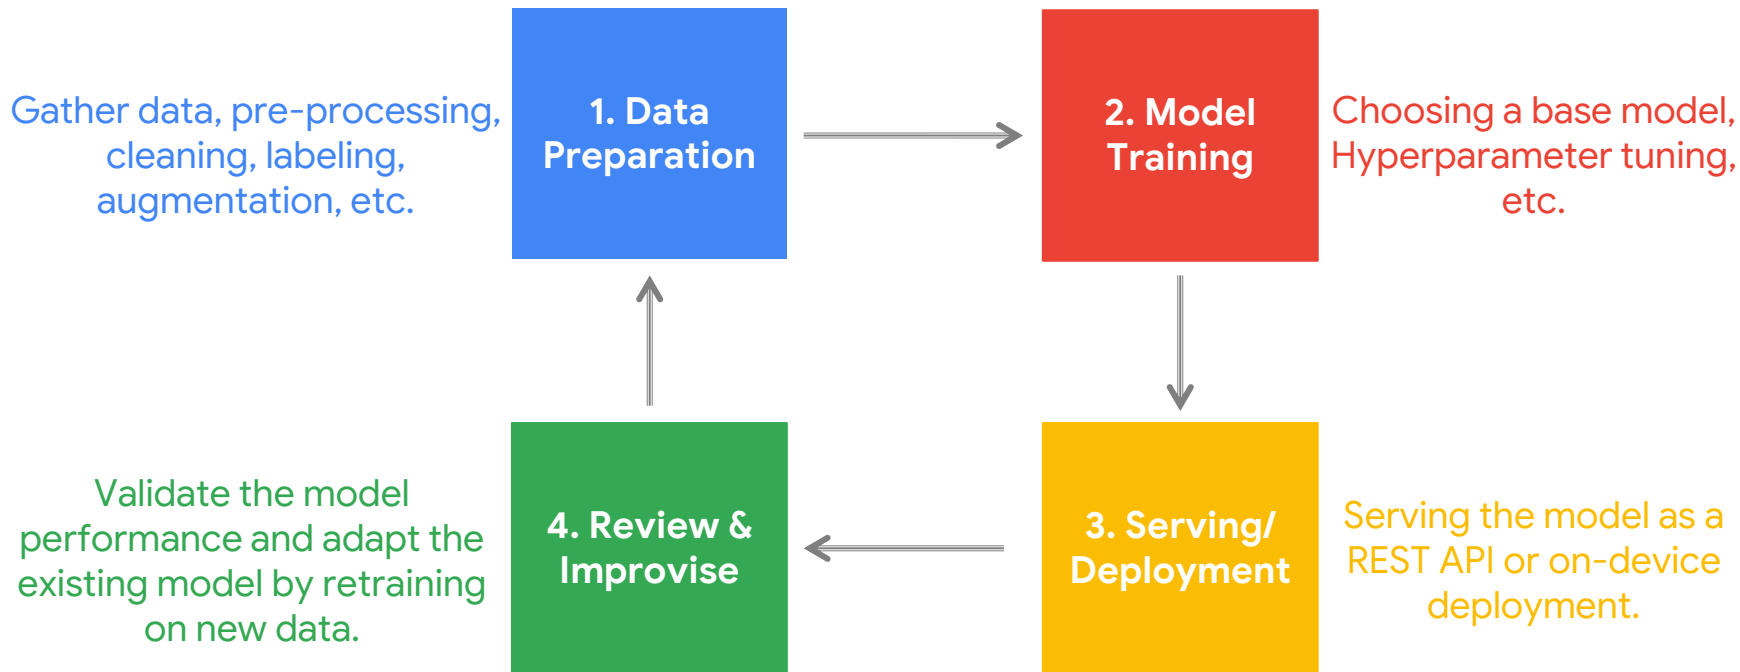 Gather data, pre-processing,
cleaning, labeling,
augmentation, etc.
1. Data
Preparation
2. Model
Training
Choosing a base model,
Hyperparameter tuning,
etc.
Validate the model
performance and adapt the
existing model by retraining
on new data.
4. Review &
Improvise
3. Serving/
Deployment
Serving the model as a
REST API or on-device
deployment.